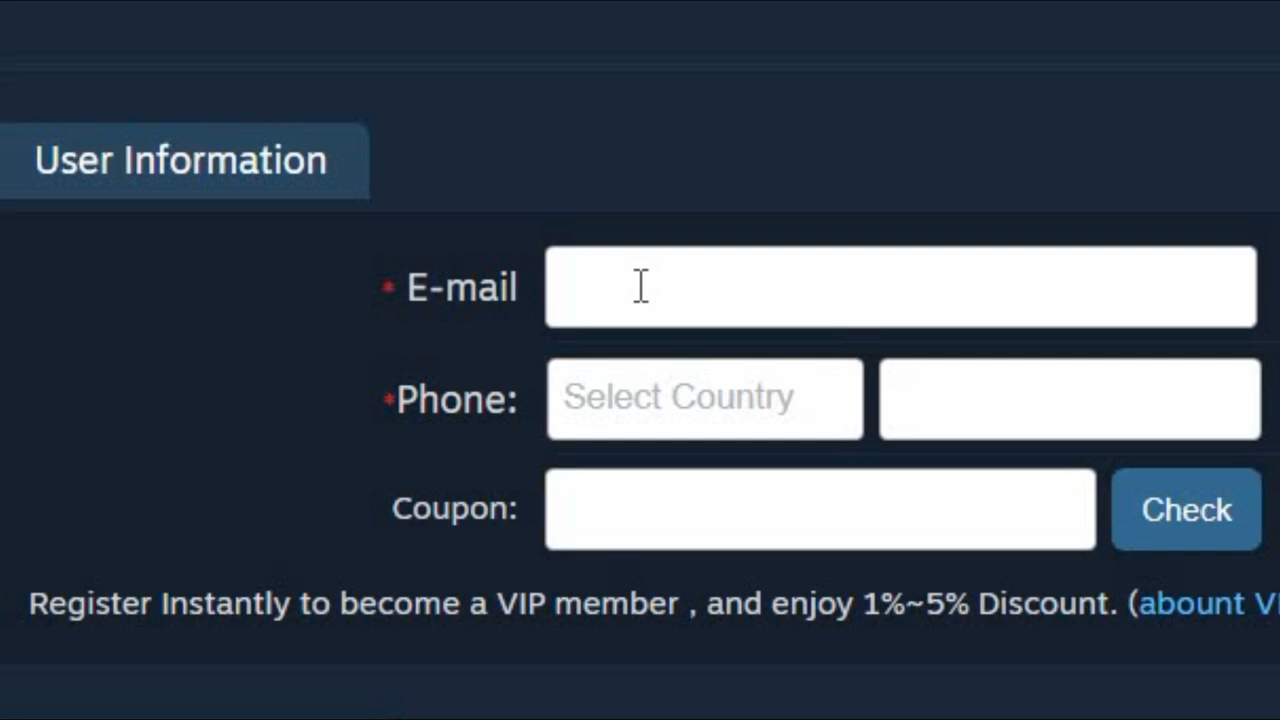 User Information
* E-mail
*Phone: Select Country
Coupon: Check
Register Instantly to become a VIP member , and enjoy 1%~5% Discount. (abount VI